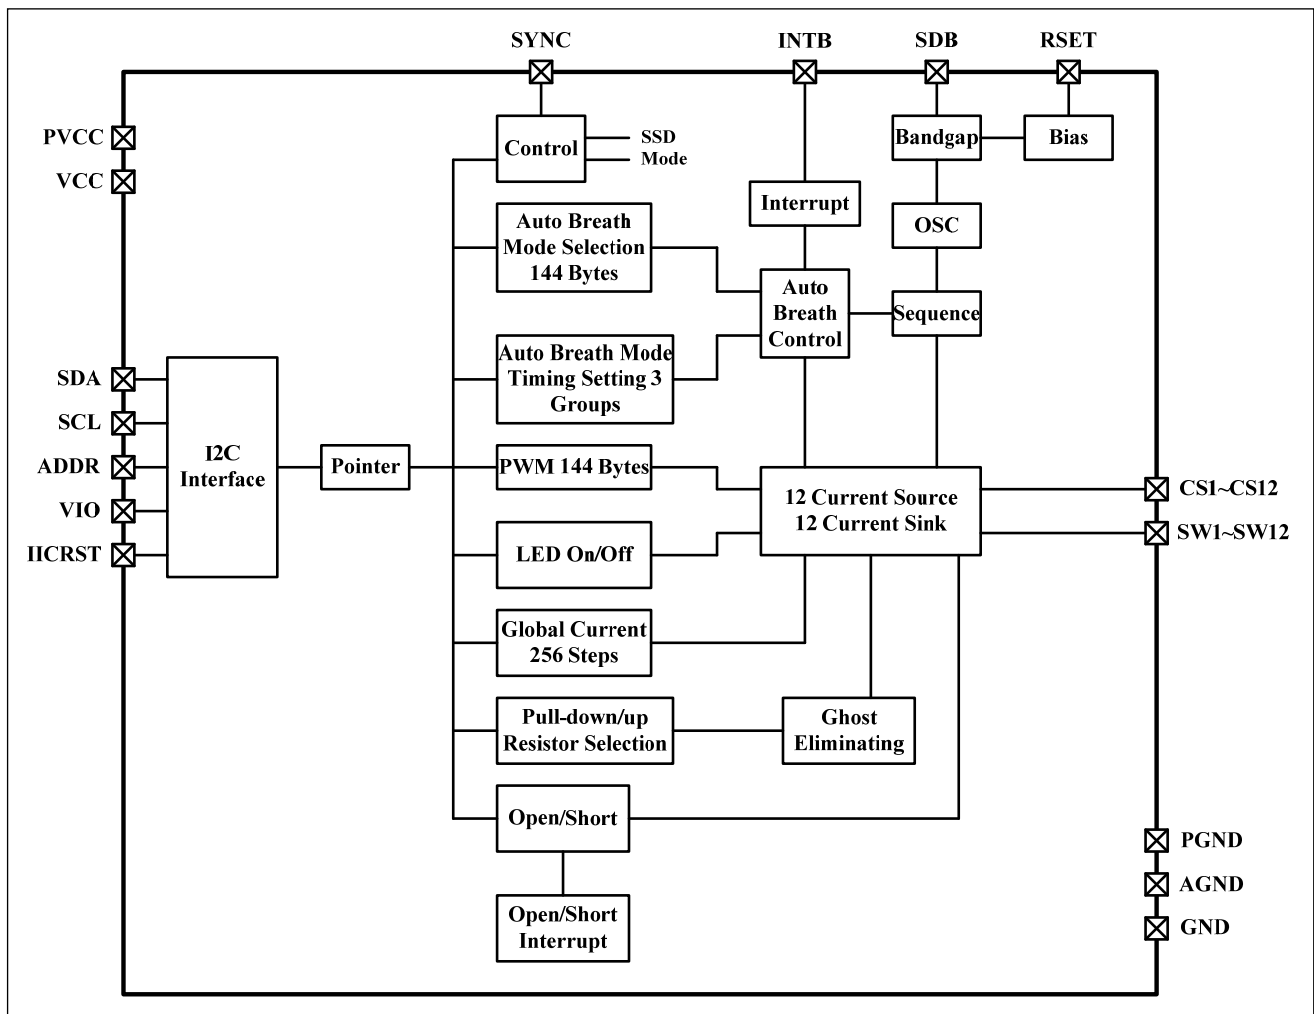 SYNC
INTB
SDB
RSET
PVCC
VCC
Control
SSD
Mode
Bandgap
Bias
Interrupt
OSC
Auto Breath
Mode Selection
144 Bytes
Auto
Breath
Control
Sequence
Auto Breath Mode
Timing Setting 3
Groups
SDA
SCL
ADDR
VIO
IICRST
I2C
Interface
Pointer
PWM 144 Bytes
12 Current Source
12 Current Sink
CS1~CS12
SW1~SW12
LED On/Off
Global Current
256 Steps
Pull-down/up
Resistor Selection
Ghost
Eliminating
Open/Short
Open/Short
Interrupt
PGND
AGND
GND